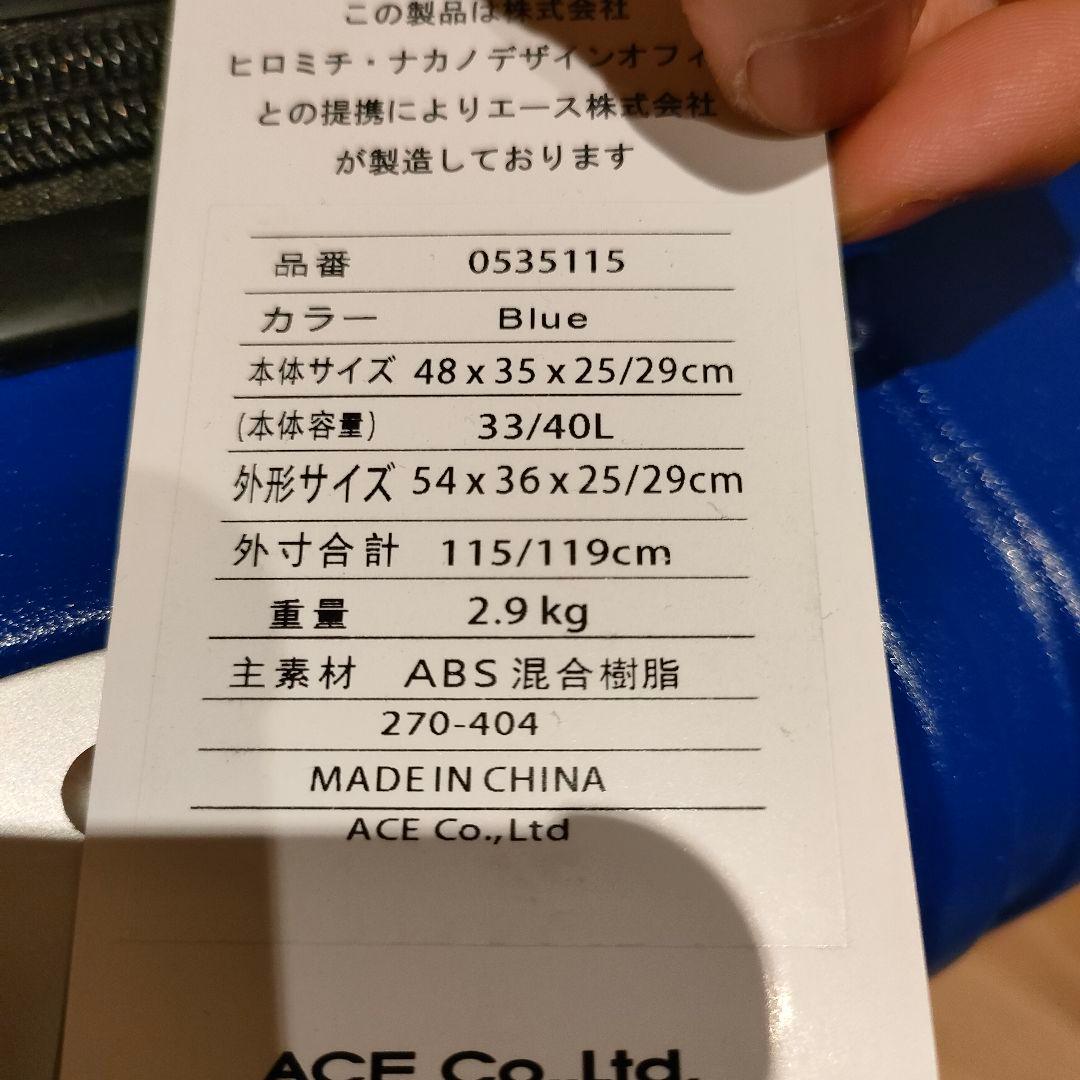 この製品は株式会社
ヒロミチ・ナカノデザインオフィ
との提携によりエース株式会社
が製造しております
品番 0535115
カラー Blue
本体サイズ 48 x 35 x 25/29cm
(本体容量) 33/40L
外形サイズ 54 x 36 x 25/29cm
外寸合計 115/119cm
重量 2.9 kg
主素材 ABS 混合樹脂
270-404
MADE IN CHINA
ACE Co.,Ltd
ACE Co.,Ltd.